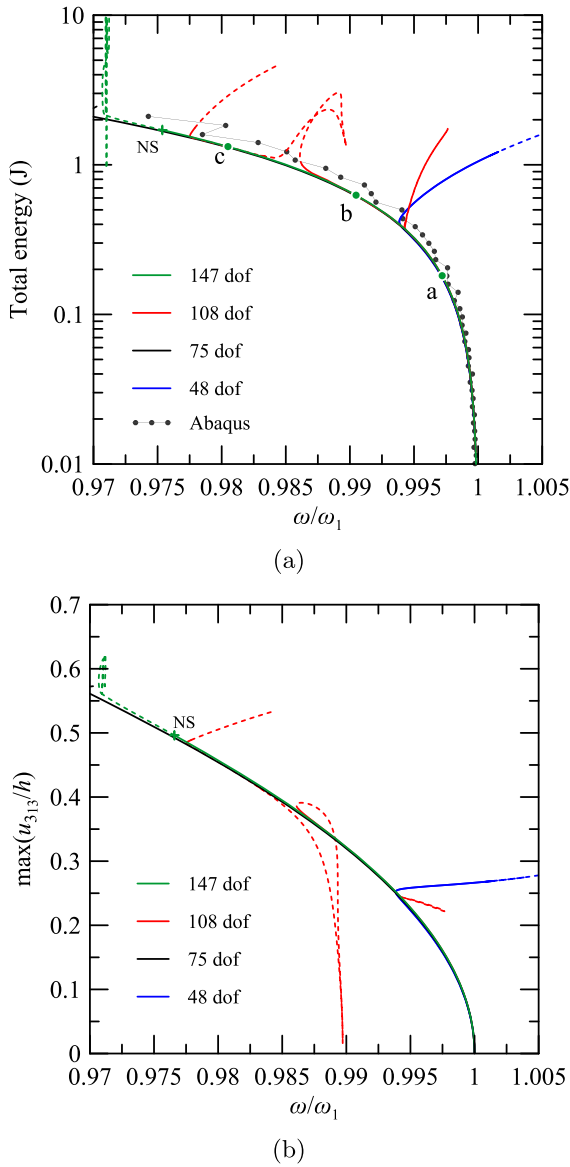 10
1
0.1
0.01
Total energy (J)
NS
c
b
a
147 dof
108 dof
75 dof
48 dof
Abaqus
0.97 0.975 0.98 0.985 0.99 0.995 1 1.005
ω/ω₁
(a)
0.7
0.6
0.5
0.4
0.3
0.2
0.1
0
max(u₃₁₃/h)
NS
147 dof
108 dof
75 dof
48 dof
0.97 0.975 0.98 0.985 0.99 0.995 1 1.005
ω/ω₁
(b)